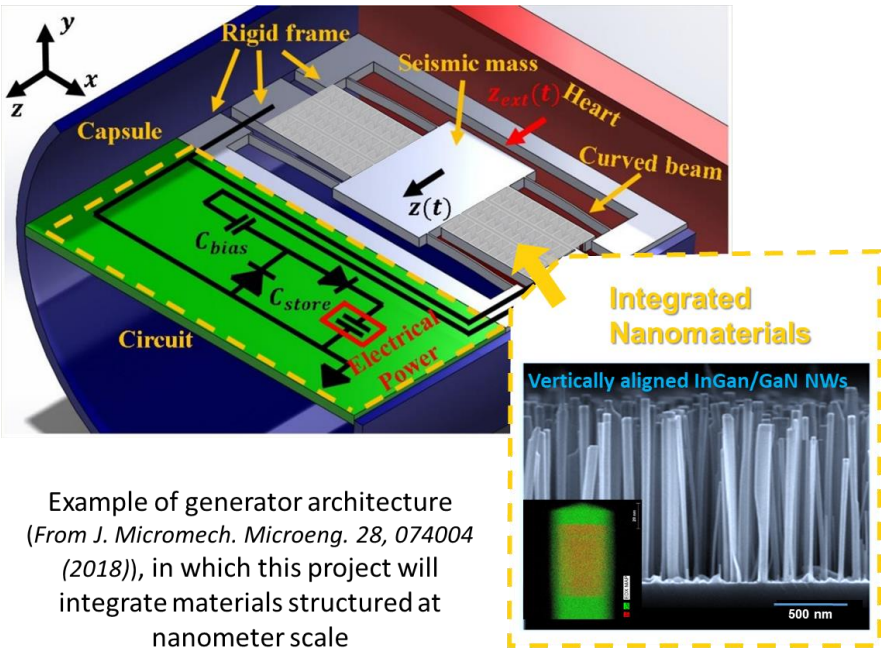 y
x
z
Rigid frame
Seismic mass
z_ext(t) Heart
Capsule
Curved beam
z(t)
C_bias
C_store
Circuit
Electrical
Power
Integrated
Nanomaterials
Vertically aligned InGan/GaN NWs
500 nm
Example of generator architecture
(From J. Micromech. Microeng. 28, 074004
(2018)), in which this project will
integrate materials structured at
nanometer scale